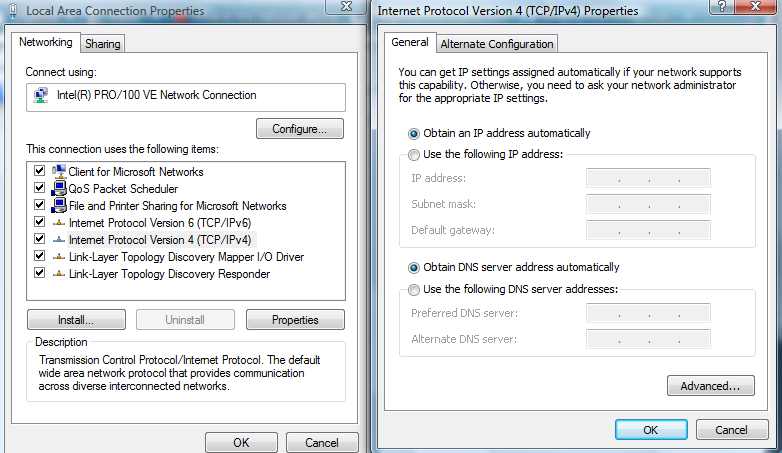 Local Area Connection Properties
Networking
Sharing
Connect using:
Intel(R) PRO/100 VE Network Connection
Configure...
This connection uses the following items:
Client for Microsoft Networks
QoS Packet Scheduler
File and Printer Sharing for Microsoft Networks
Internet Protocol Version 6 (TCP/IPv6)
Internet Protocol Version 4 (TCP/IPv4)
Link-Layer Topology Discovery Mapper I/O Driver
Link-Layer Topology Discovery Responder
Install...
Uninstall
Properties
Description
Transmission Control Protocol/Internet Protocol. The default
wide area network protocol that provides communication
across diverse interconnected networks.
OK
Cancel
Internet Protocol Version 4 (TCP/IPv4) Properties
General
Alternate Configuration
You can get IP settings assigned automatically if your network supports
this capability. Otherwise, you need to ask your network administrator
for the appropriate IP settings.
Obtain an IP address automatically
Use the following IP address:
IP address:
Subnet mask:
Default gateway:
Obtain DNS server address automatically
Use the following DNS server addresses:
Preferred DNS server:
Alternate DNS server:
Advanced...
OK
Cancel